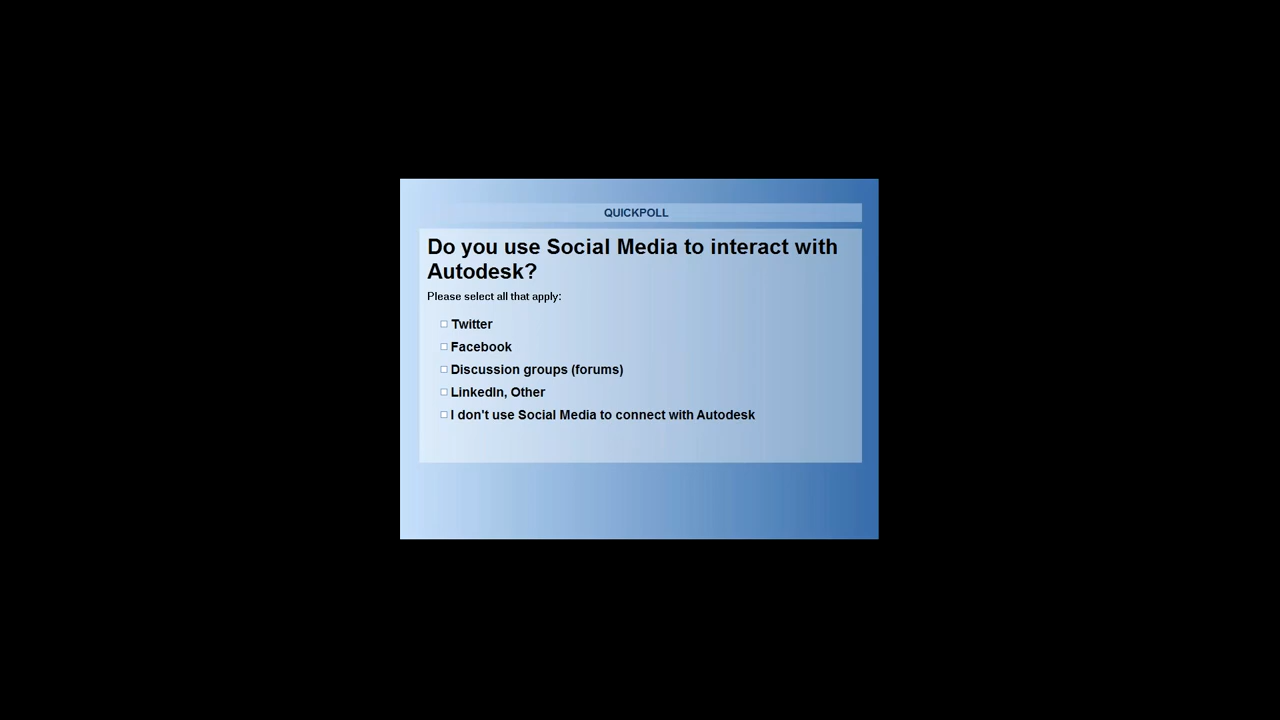 QUICKPOLL
Do you use Social Media to interact with
Autodesk?
Please select all that apply:
Twitter
Facebook
Discussion groups (forums)
LinkedIn, Other
I don't use Social Media to connect with Autodesk